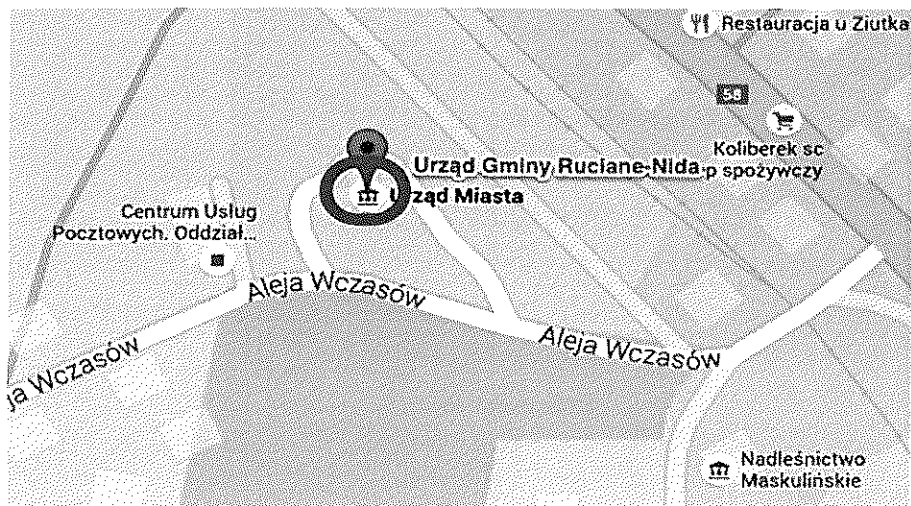 Restauracja u Ziutka
58
Koliberek sc
p spożywczy
Urząd Gminy Ruciane-Nida
Urząd Miasta
Centrum Usług
Pocztowych. Oddział...
Aleja Wczasów
Aleja Wczasów
ja Wczasów
Nadleśnictwo
Maskulińskie